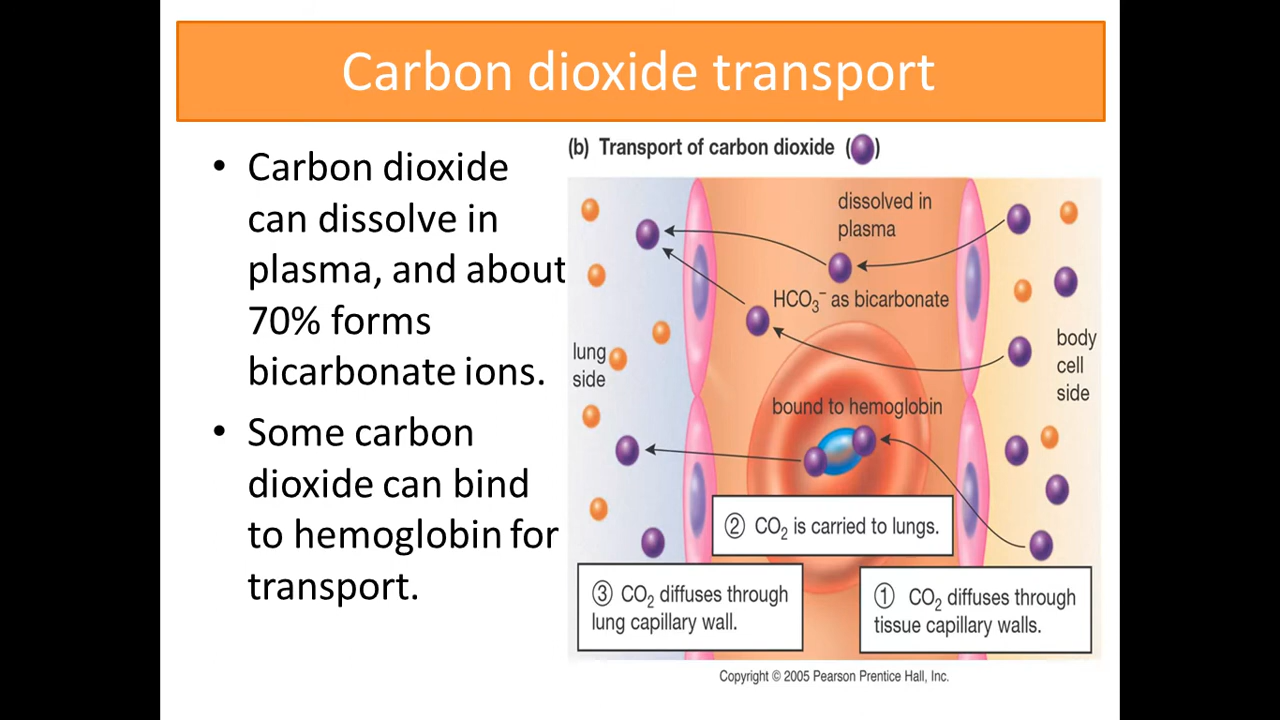 Carbon dioxide transport
• Carbon dioxide
can dissolve in
plasma, and about
70% forms
bicarbonate ions.
• Some carbon
dioxide can bind
to hemoglobin for
transport.
(b) Transport of carbon dioxide ( )
dissolved in
plasma
HCO₃⁻ as bicarbonate
lung
side
body
cell
side
bound to hemoglobin
② CO₂ is carried to lungs.
③ CO₂ diffuses through
lung capillary wall.
① CO₂ diffuses through
tissue capillary walls.
Copyright © 2005 Pearson Prentice Hall, Inc.